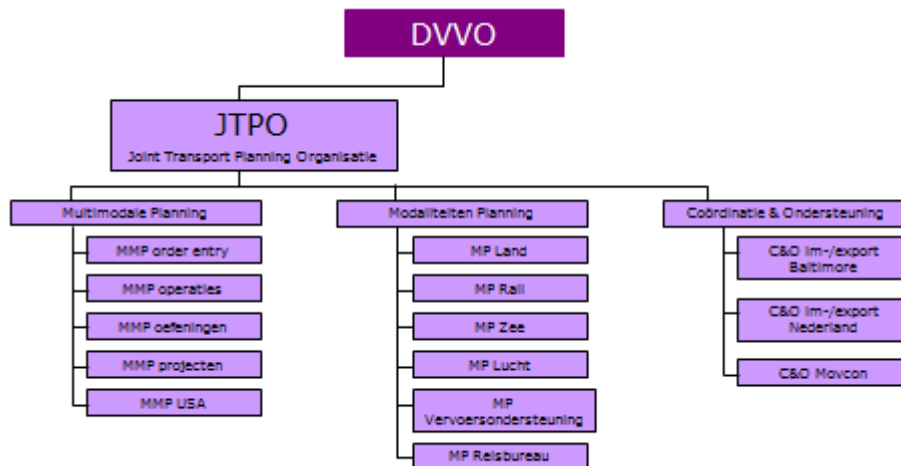 DVVO
JTPO
Joint Transport Planning Organisatie
Multimodale Planning
MMP order entry
MMP operaties
MMP oefeningen
MMP projecten
MMP USA
Modaliteiten Planning
MP Land
MP Rail
MP Zee
MP Lucht
MP
Vervoersondersteuning
MP Reisbureau
Coördinatie & Ondersteuning
C&O im-/export
Baltimore
C&O im-/export
Nederland
C&O Movcon